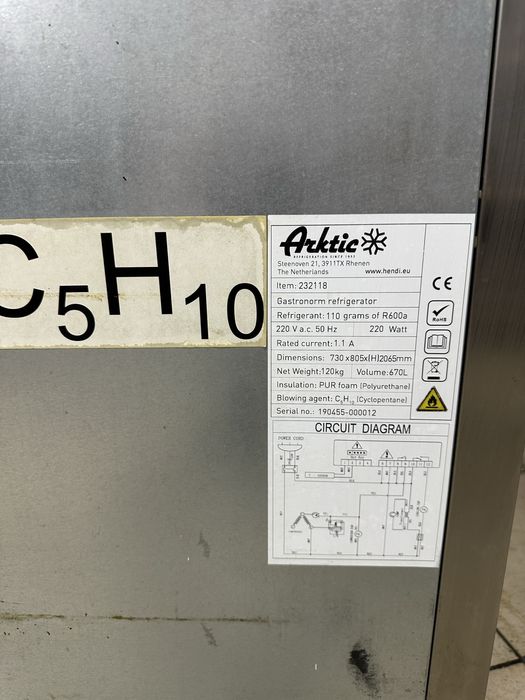 C₅H₁₀
Arktic
REFRIGERATION SINCE 1937
Steenoven 21, 3911TX Rhenen
The Netherlands www.hendi.eu
Item: 232118
Gastronorm refrigerator
Refrigerant: 110 grams of R600a
220 V a.c. 50 Hz 220 Watt
Rated current: 1.1 A
Dimensions: 730 x805x(H)2065mm
Net Weight:120kg Volume:670L
Insulation: PUR foam (Polyurethane)
Blowing agent: C₅H₁₀ (Cyclopentane)
Serial no.: 190455-000012
CE
RoHS
CIRCUIT DIAGRAM
POWER CORD